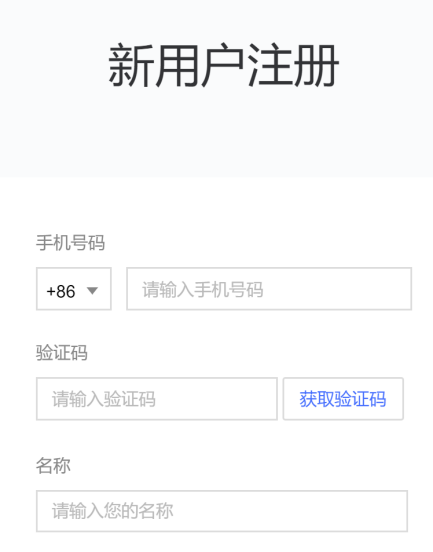 新用户注册
手机号码
+86 请输入手机号码
验证码
请输入验证码 获取验证码
名称
请输入您的名称